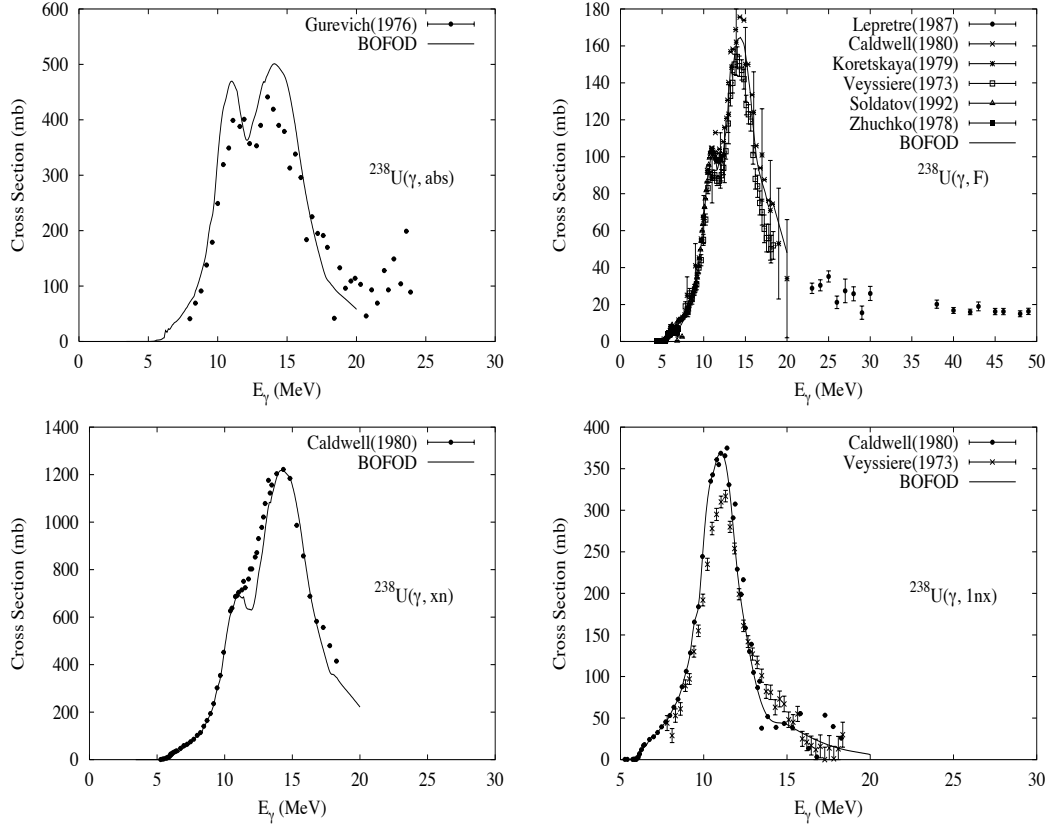 600
500
400
300
200
100
0
Cross Section (mb)
Gurevich(1976)
BOFOD
²³⁸U(γ, abs)
0 5 10 15 20 25 30
E_γ (MeV)
180
160
140
120
100
80
60
40
20
0
Cross Section (mb)
Lepretre(1987)
Caldwell(1980)
Koretskaya(1979)
Veyssiere(1973)
Soldatov(1992)
Zhuchko(1978)
BOFOD
²³⁸U(γ, F)
0 5 10 15 20 25 30 35 40 45 50
E_γ (MeV)
1400
1200
1000
800
600
400
200
0
Cross Section (mb)
Caldwell(1980)
BOFOD
²³⁸U(γ, xn)
0 5 10 15 20 25 30
E_γ (MeV)
400
350
300
250
200
150
100
50
0
Cross Section (mb)
Caldwell(1980)
Veyssiere(1973)
BOFOD
²³⁸U(γ, 1nx)
5 10 15 20 25 30
E_γ (MeV)